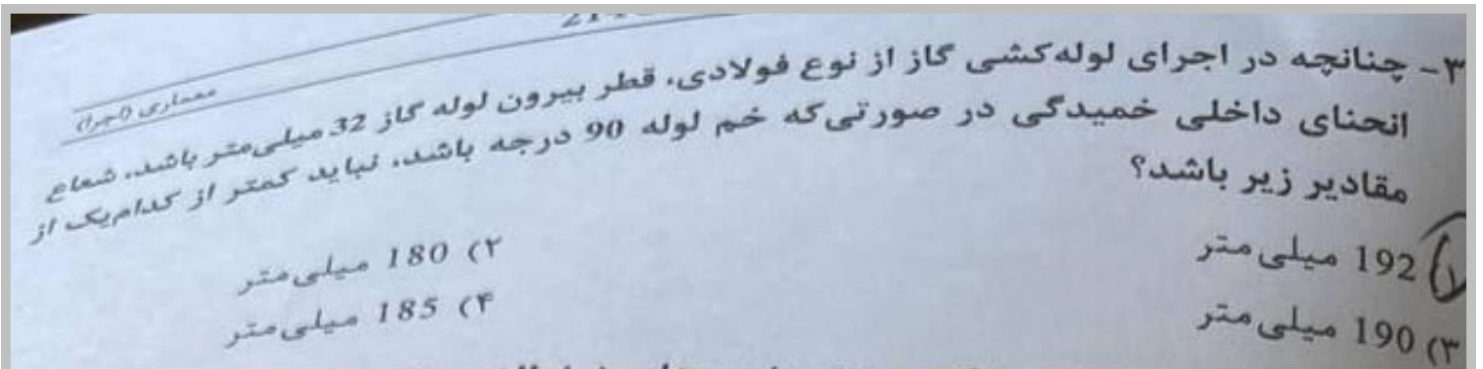 معماری (اجرا)
۳- چنانچه در اجرای لوله‌کشی گاز از نوع فولادی، قطر بیرون لوله گاز 32 میلی‌متر باشد، شعاع
انحنای داخلی خمیدگی در صورتی‌که خم لوله 90 درجه باشد، نباید کمتر از کدام‌یک از
مقادیر زیر باشد؟
۱) 192 میلی‌متر
۲) 180 میلی‌متر
۳) 190 میلی‌متر
۴) 185 میلی‌متر